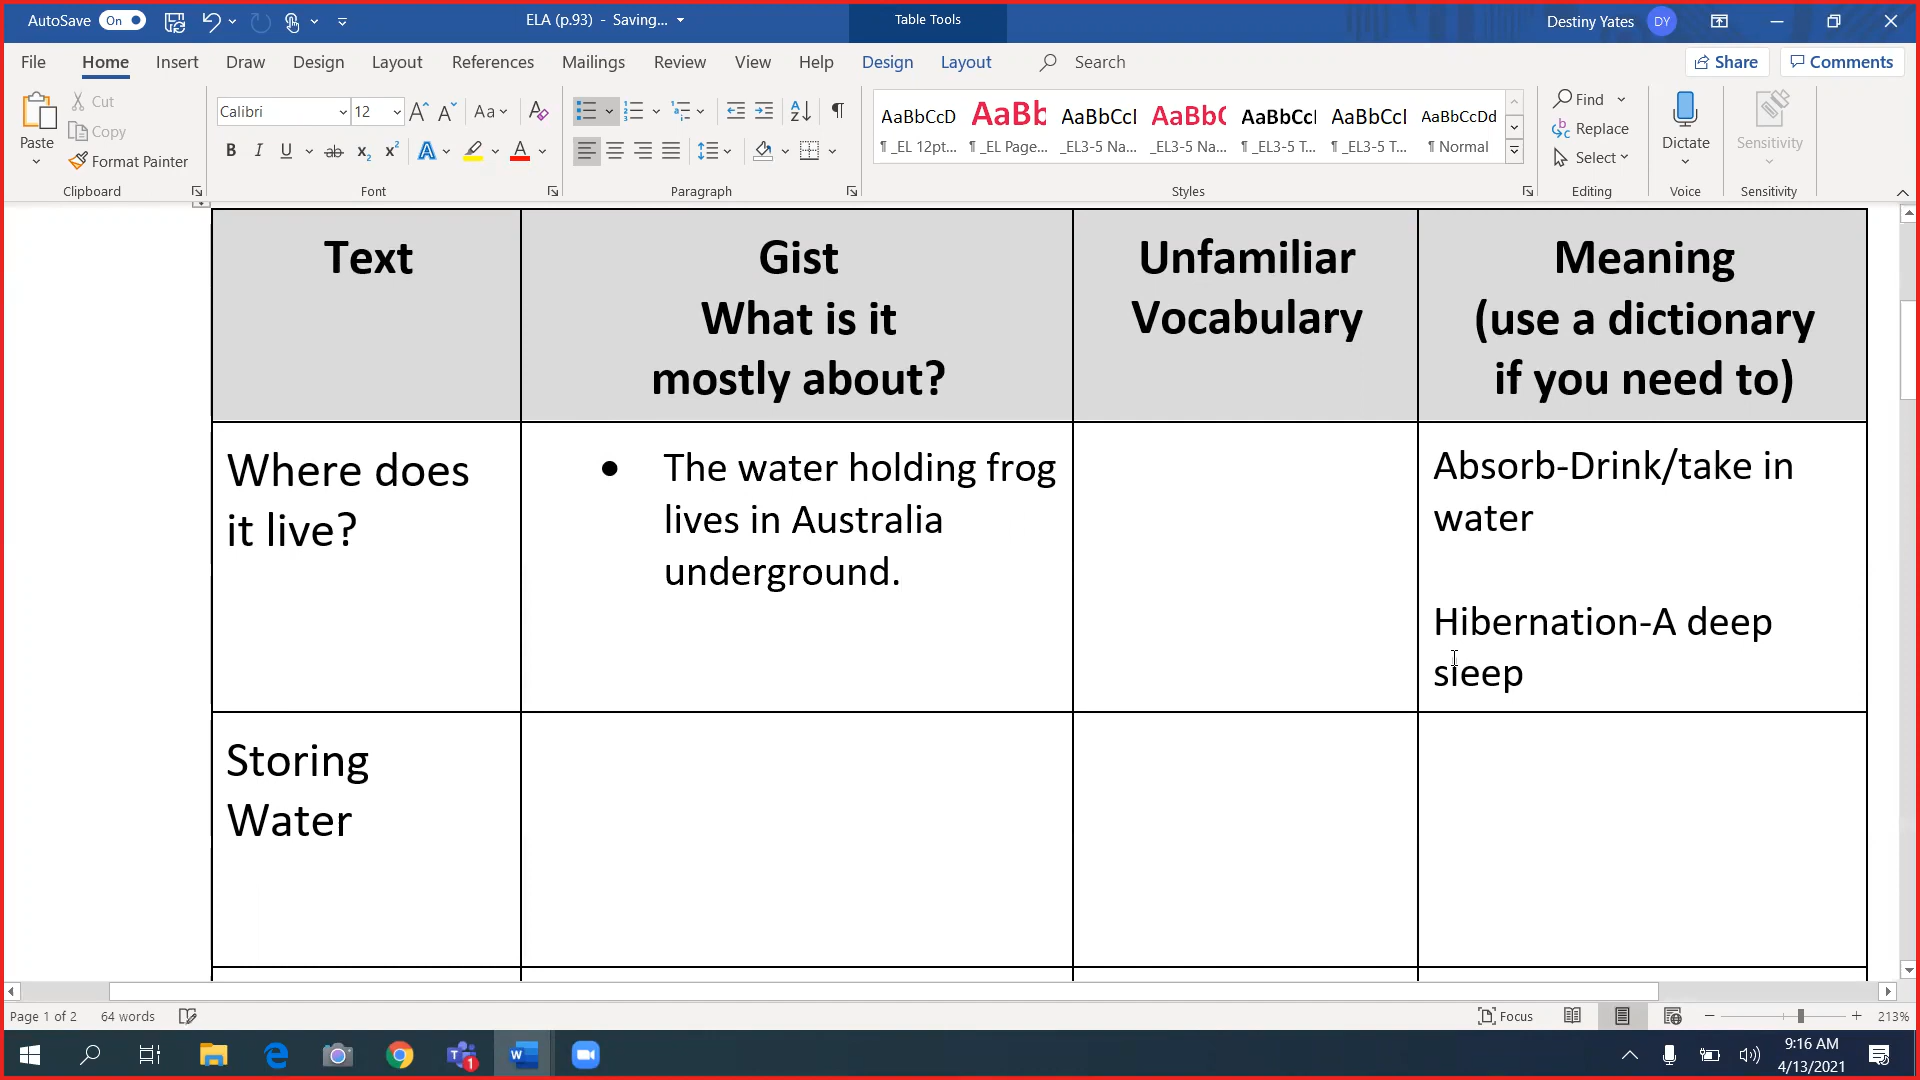 AutoSave On ELA (p.93) - Saving... Table Tools Destiny Yates DY
File Home Insert Draw Design Layout References Mailings Review View Help Design Layout Search Share Comments
Paste Cut Copy Format Painter
Clipboard
Calibri 12
Font
Paragraph
AaBbCcD AaBb AaBbCcl AaBb( AaBbCcl AaBbCcl AaBbCcDd
¶ _EL 12pt... ¶ _EL Page... _EL3-5 Na... _EL3-5 Na... ¶ _EL3-5 T... ¶ _EL3-5 T... ¶ Normal
Styles
Find
Replace
Select
Editing
Dictate
Voice
Sensitivity
Sensitivity
Text
Gist
What is it
mostly about?
Unfamiliar
Vocabulary
Meaning
(use a dictionary
if you need to)
Where does
it live?
• The water holding frog
lives in Australia
underground.
Absorb-Drink/take in
water
Hibernation-A deep
sleep
Storing
Water
Page 1 of 2 64 words Focus 213%
9:16 AM
4/13/2021